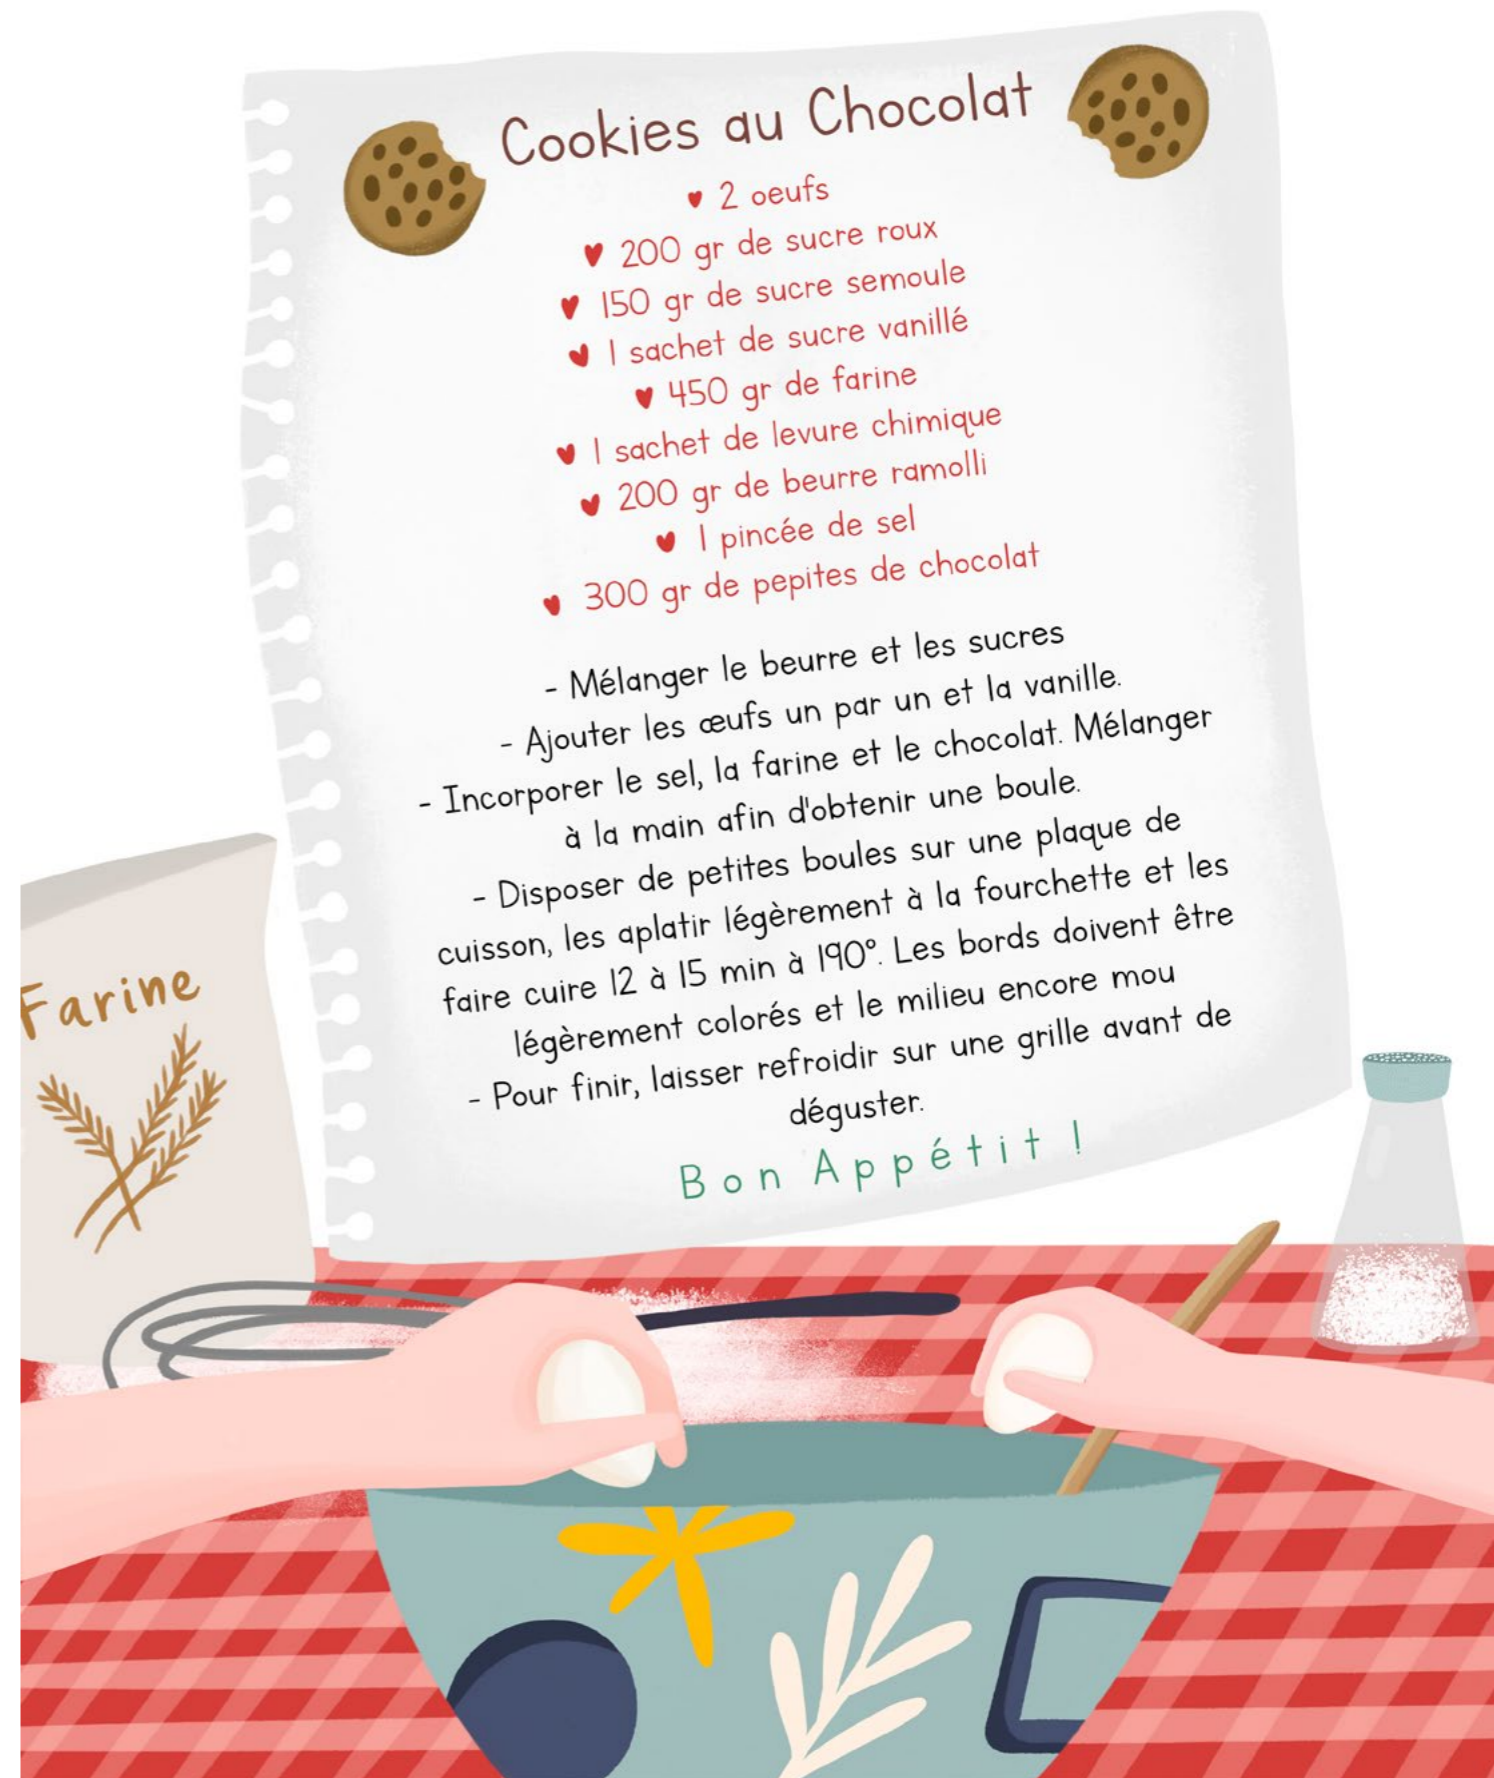 Cookies au Chocolat
2 oeufs
200 gr de sucre roux
150 gr de sucre semoule
1 sachet de sucre vanillé
450 gr de farine
1 sachet de levure chimique
200 gr de beurre ramolli
1 pincée de sel
300 gr de pepites de chocolat
- Mélanger le beurre et les sucres
- Ajouter les œufs un par un et la vanille.
- Incorporer le sel, la farine et le chocolat. Mélanger
à la main afin d'obtenir une boule.
- Disposer de petites boules sur une plaque de
cuisson, les aplatir légèrement à la fourchette et les
faire cuire 12 à 15 min à 190°. Les bords doivent être
légèrement colorés et le milieu encore mou
- Pour finir, laisser refroidir sur une grille avant de
déguster.
Bon Appétit !
Farine